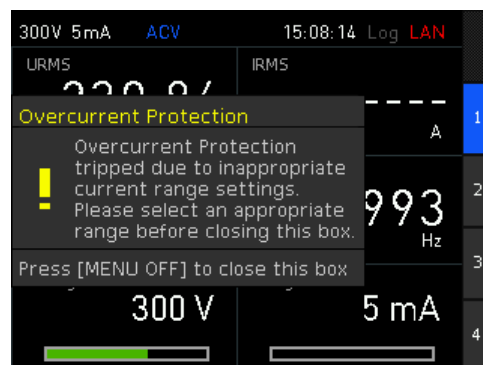 300V 5mA ACV 15:08:14 Log LAN
URMS IRMS
Overcurrent Protection
Overcurrent Protection
tripped due to inappropriate
current range settings.
Please select an
appropriate
range before closing this box.
Press [MENU OFF] to close this box
A
993
Hz
300 V 5 mA
1
2
3
4